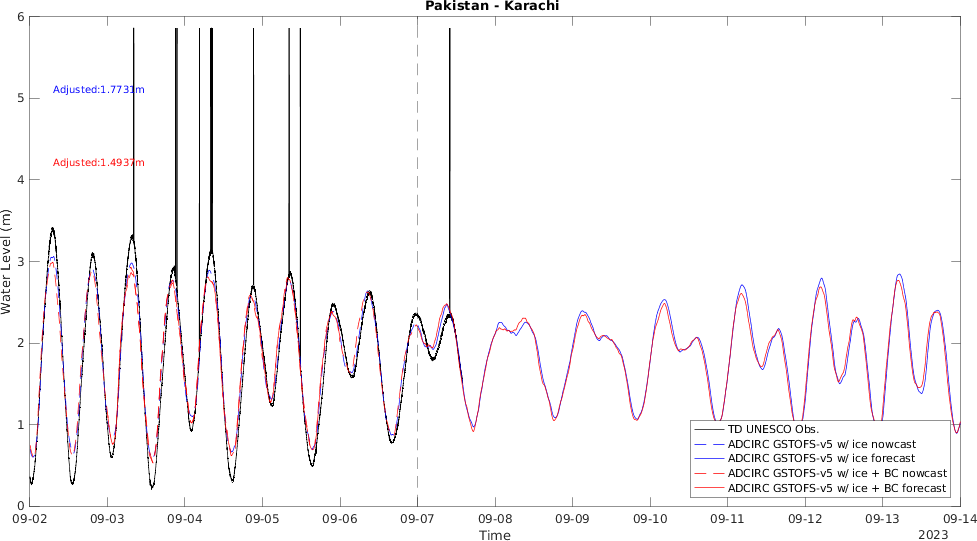 Pakistan - Karachi
6
5
4
3
2
1
0
Water Level (m)
Adjusted:1.7731m
Adjusted:1.4937m
TD UNESCO Obs.
ADCIRC GSTOFS-v5 w/ ice nowcast
ADCIRC GSTOFS-v5 w/ ice forecast
ADCIRC GSTOFS-v5 w/ ice + BC nowcast
ADCIRC GSTOFS-v5 w/ ice + BC forecast
09-02 09-03 09-04 09-05 09-06 09-07 09-08 09-09 09-10 09-11 09-12 09-13 09-14
Time
2023